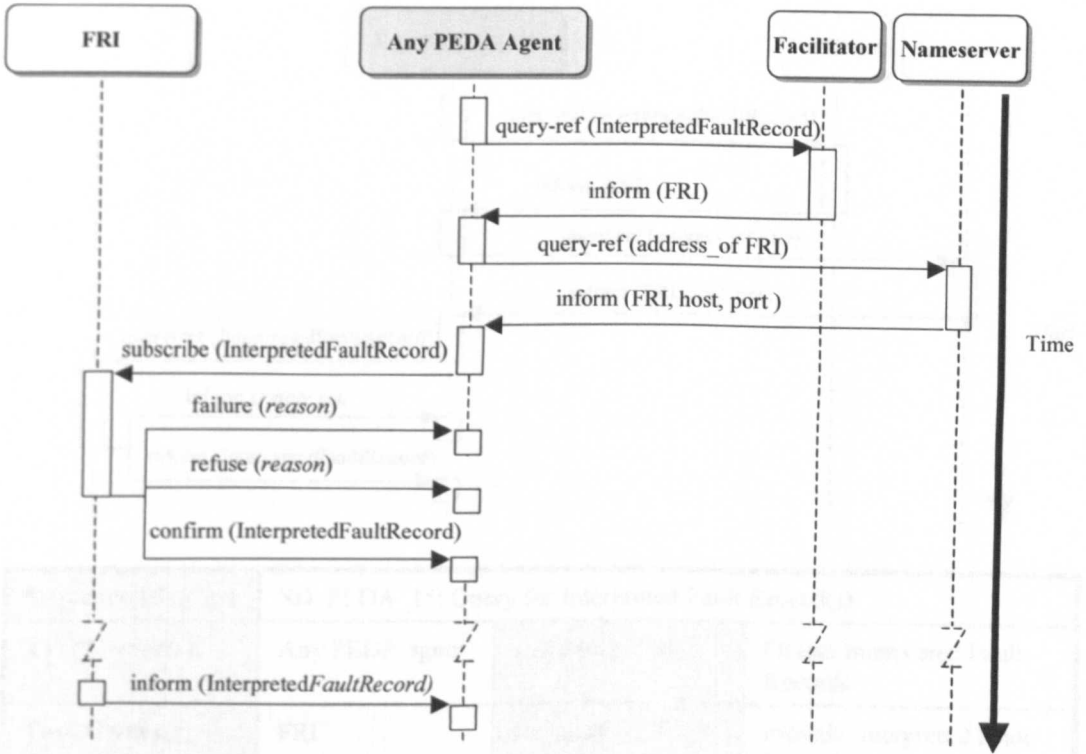 FRI
Any PEDA Agent
Facilitator
Nameserver
query-ref (InterpretedFaultRecord)
inform (FRI)
query-ref (address_of FRI)
inform (FRI, host, port )
Time
subscribe (InterpretedFaultRecord)
failure (reason)
refuse (reason)
confirm (InterpretedFaultRecord)
inform (InterpretedFaultRecord)